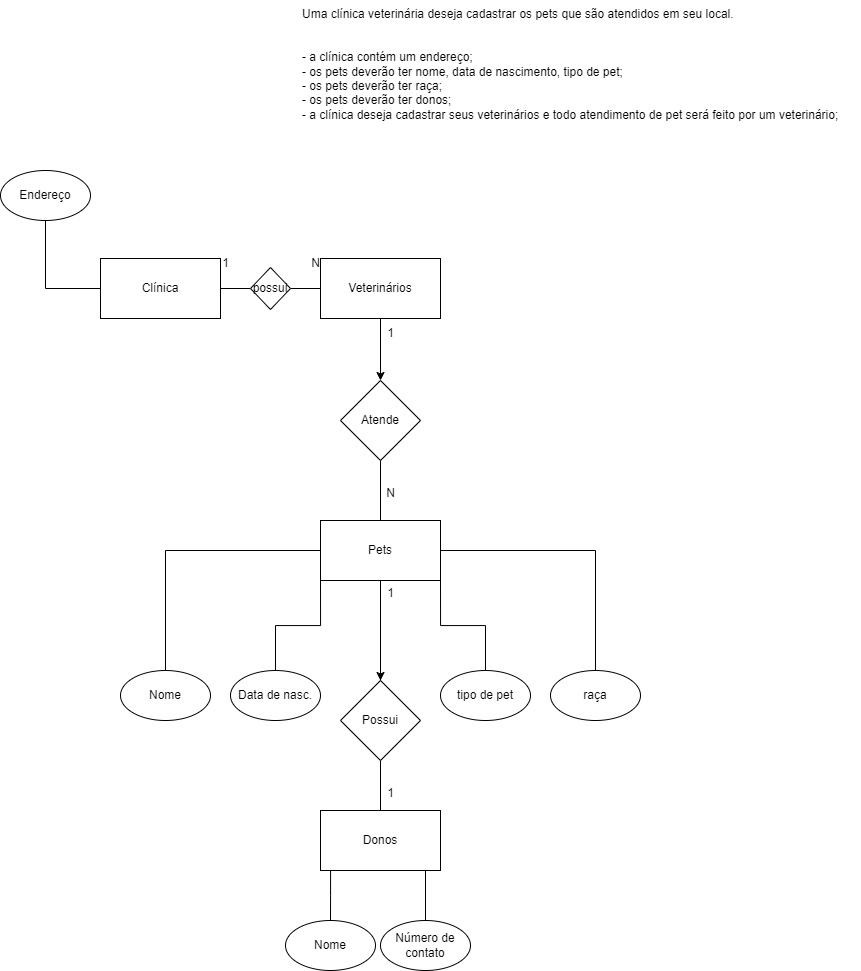 Uma clínica veterinária deseja cadastrar os pets que são atendidos em seu local.
- a clínica contém um endereço;
- os pets deverão ter nome, data de nascimento, tipo de pet;
- os pets deverão ter raça;
- os pets deverão ter donos;
- a clínica deseja cadastrar seus veterinários e todo atendimento de pet será feito por um veterinário;
Endereço
1
N
Clínica
possui
Veterinários
1
Atende
N
Pets
1
Nome
Data de nasc.
tipo de pet
raça
Possui
1
Donos
Nome
Número de
contato